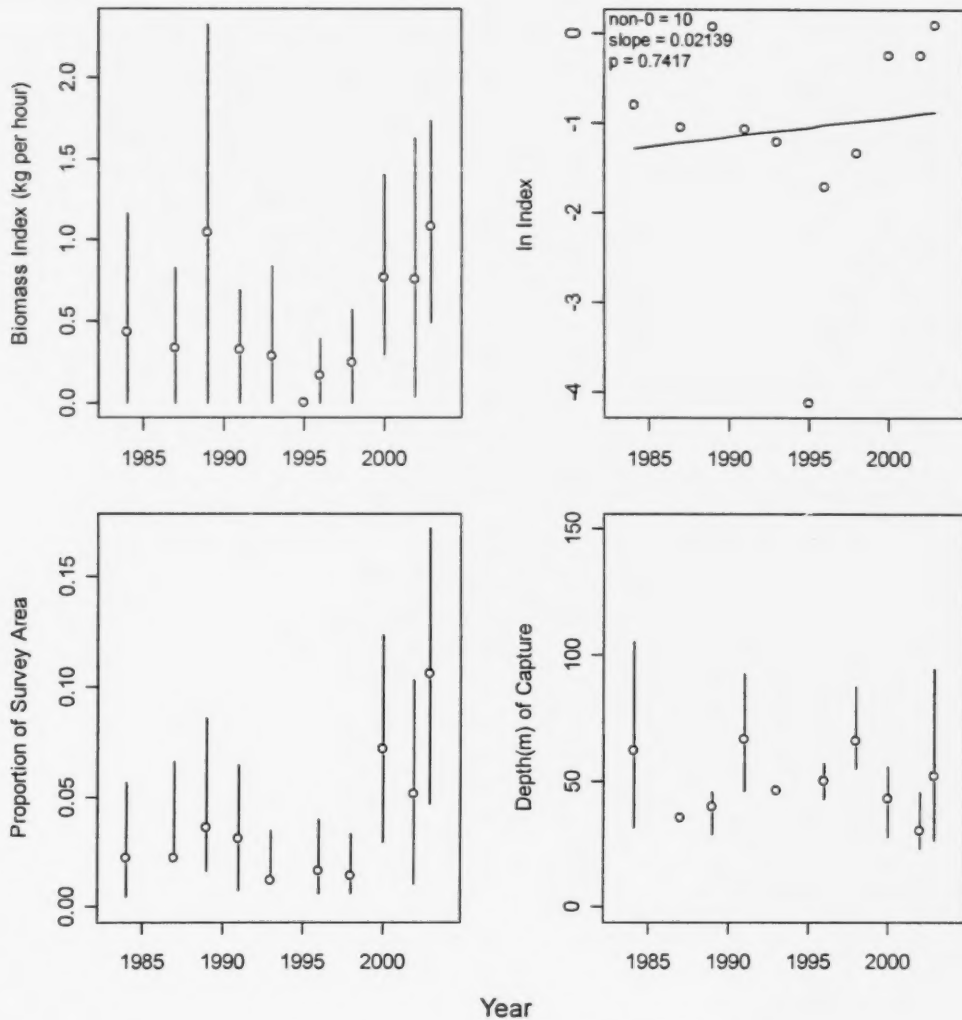 Biomass Index (kg per hour)
0.0 0.5 1.0 1.5 2.0
1985 1990 1995 2000
non-0 = 10
slope = 0.02139
p = 0.7417
ln Index
-4 -3 -2 -1 0
1985 1990 1995 2000
Proportion of Survey Area
0.00 0.05 0.10 0.15
1985 1990 1995 2000
Depth(m) of Capture
0 50 100 150
1985 1990 1995 2000
Year